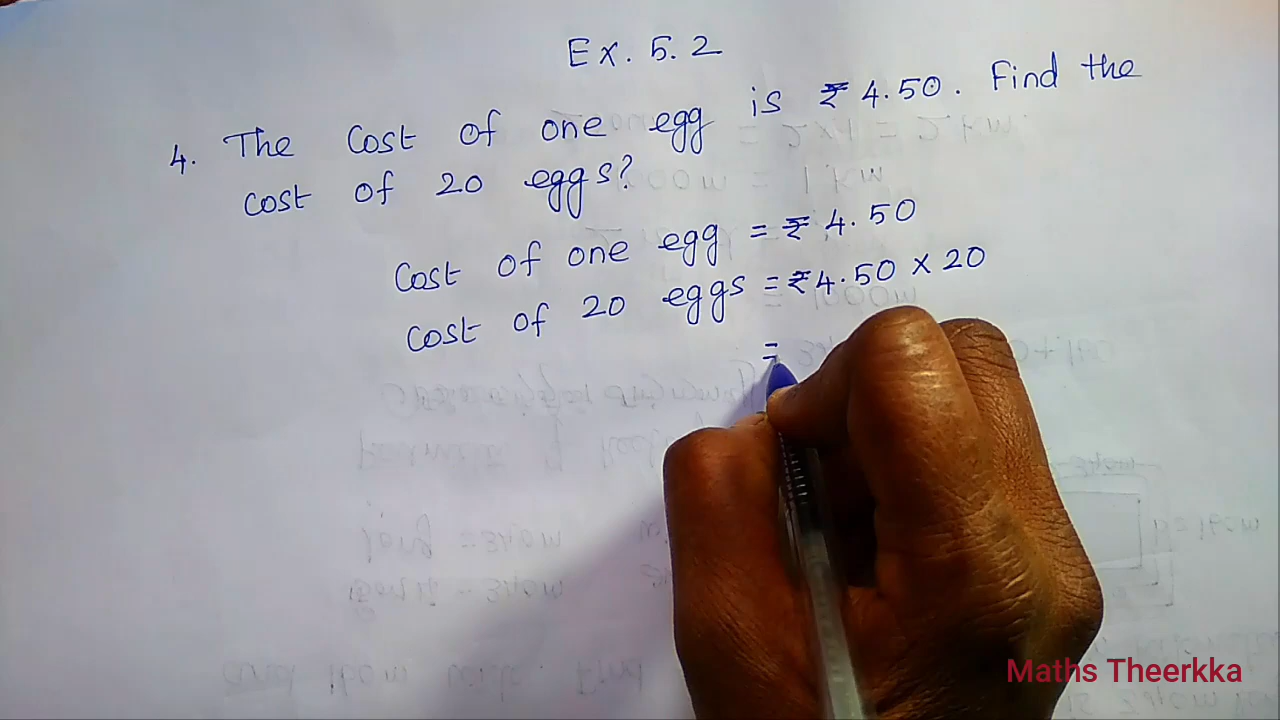 Ex. 5.2
4. The Cost of one egg is ₹ 4.50. Find the
cost of 20 eggs?
Cost of one egg = ₹ 4.50
Cost of 20 eggs = ₹4.50 × 20
=
Maths Theerkka